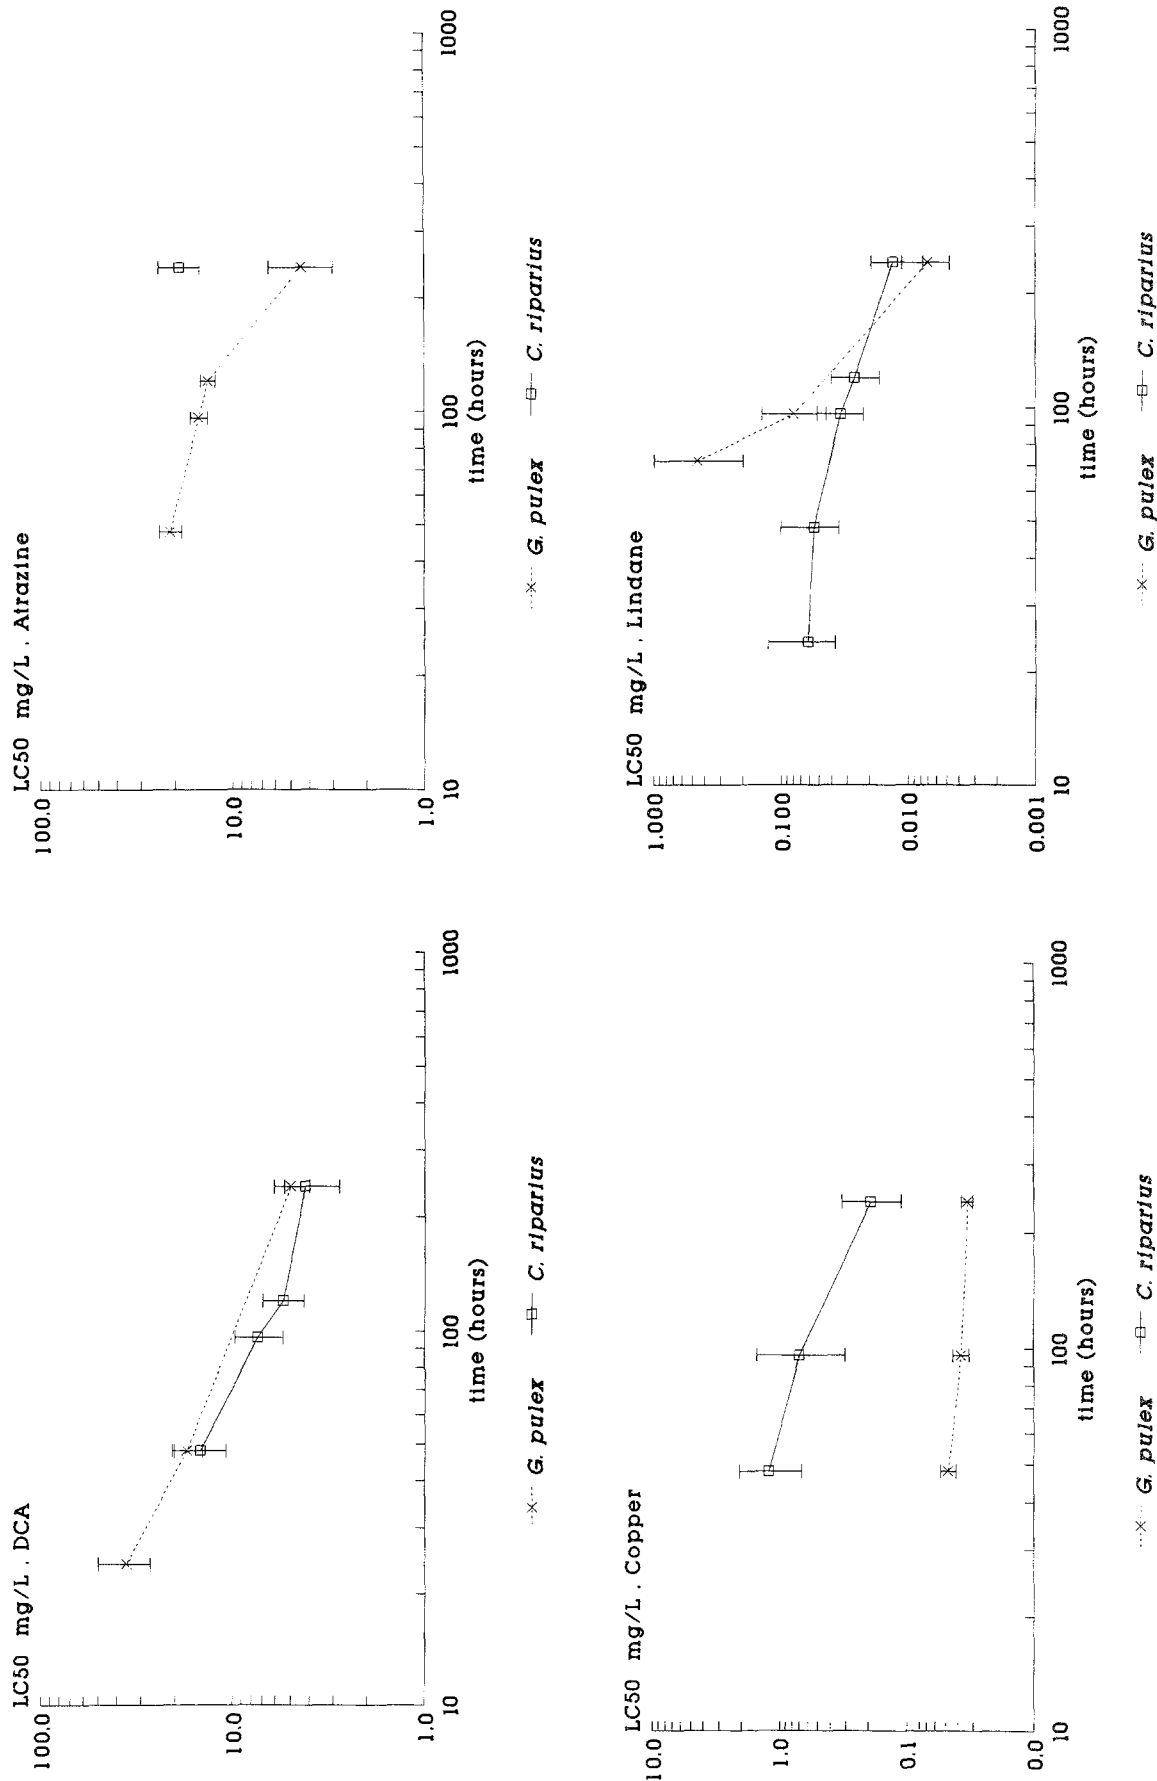 LC50 mg/L , DCA
100.0
10.0
1.0
10
100
1000
time (hours)
G. pulex
C. riparius
LC50 mg/L , Atrazine
100.0
10.0
1.0
10
100
1000
time (hours)
G. pulex
C. riparius
LC50 mg/L , Copper
10.0
1.0
0.1
0.0
10
100
1000
time (hours)
G. pulex
C. riparius
LC50 mg/L , Lindane
1.000
0.100
0.010
0.001
10
100
1000
time (hours)
G. pulex
C. riparius